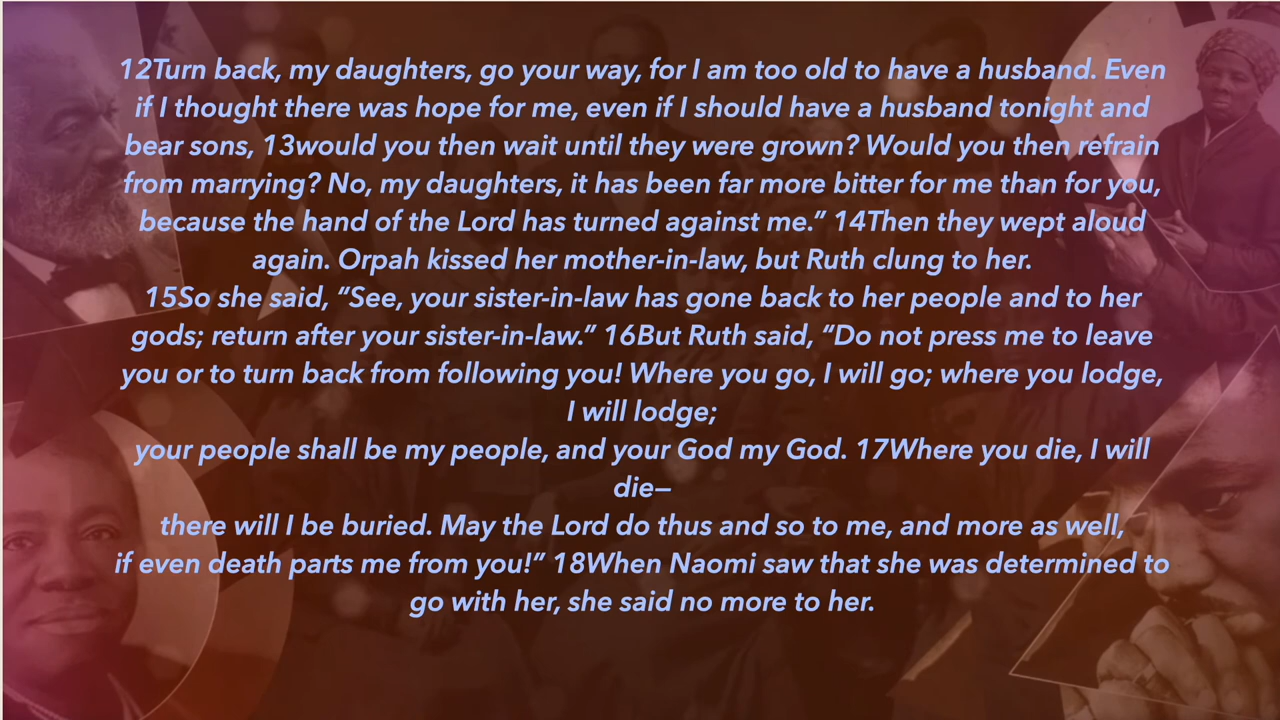 12Turn back, my daughters, go your way, for I am too old to have a husband. Even
if I thought there was hope for me, even if I should have a husband tonight and
bear sons, 13would you then wait until they were grown? Would you then refrain
from marrying? No, my daughters, it has been far more bitter for me than for you,
because the hand of the Lord has turned against me.” 14Then they wept aloud
again. Orpah kissed her mother-in-law, but Ruth clung to her.
15So she said, “See, your sister-in-law has gone back to her people and to her
gods; return after your sister-in-law.” 16But Ruth said, “Do not press me to leave
you or to turn back from following you! Where you go, I will go; where you lodge,
I will lodge;
your people shall be my people, and your God my God. 17Where you die, I will
die—
there will I be buried. May the Lord do thus and so to me, and more as well,
if even death parts me from you!” 18When Naomi saw that she was determined to
go with her, she said no more to her.